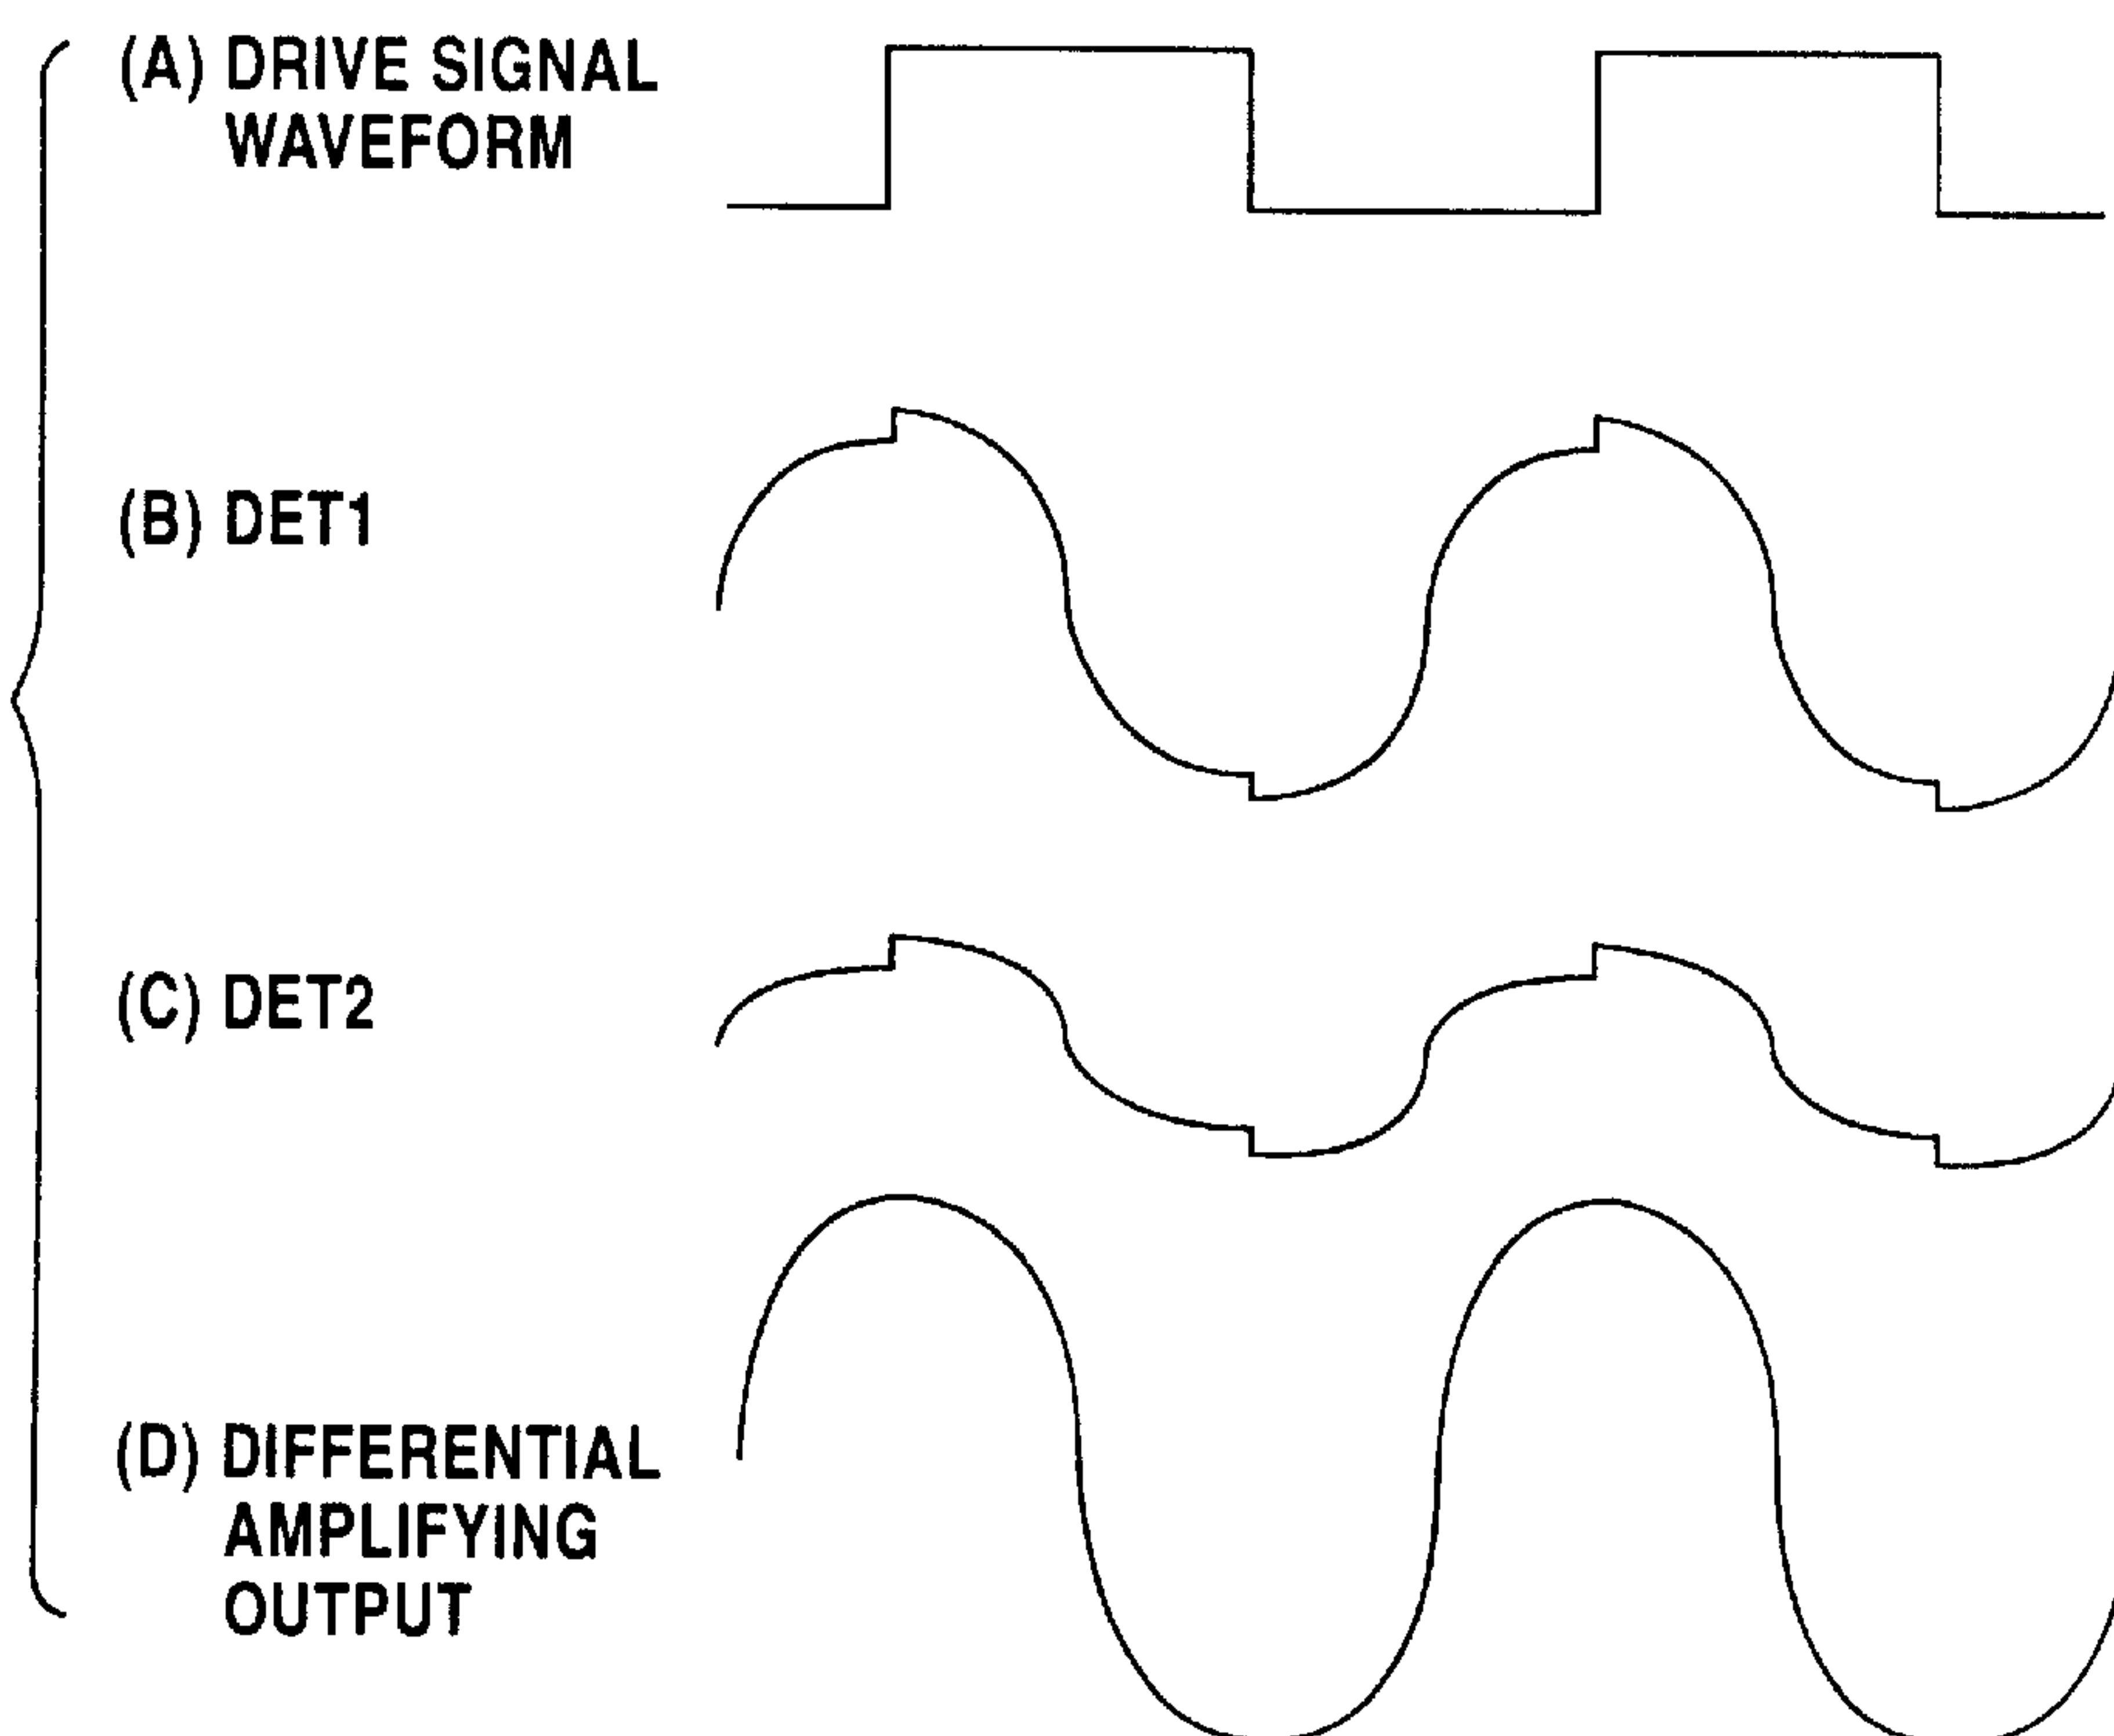 (A) DRIVE SIGNAL
WAVEFORM
(B) DET1
(C) DET2
(D) DIFFERENTIAL
AMPLIFYING
OUTPUT